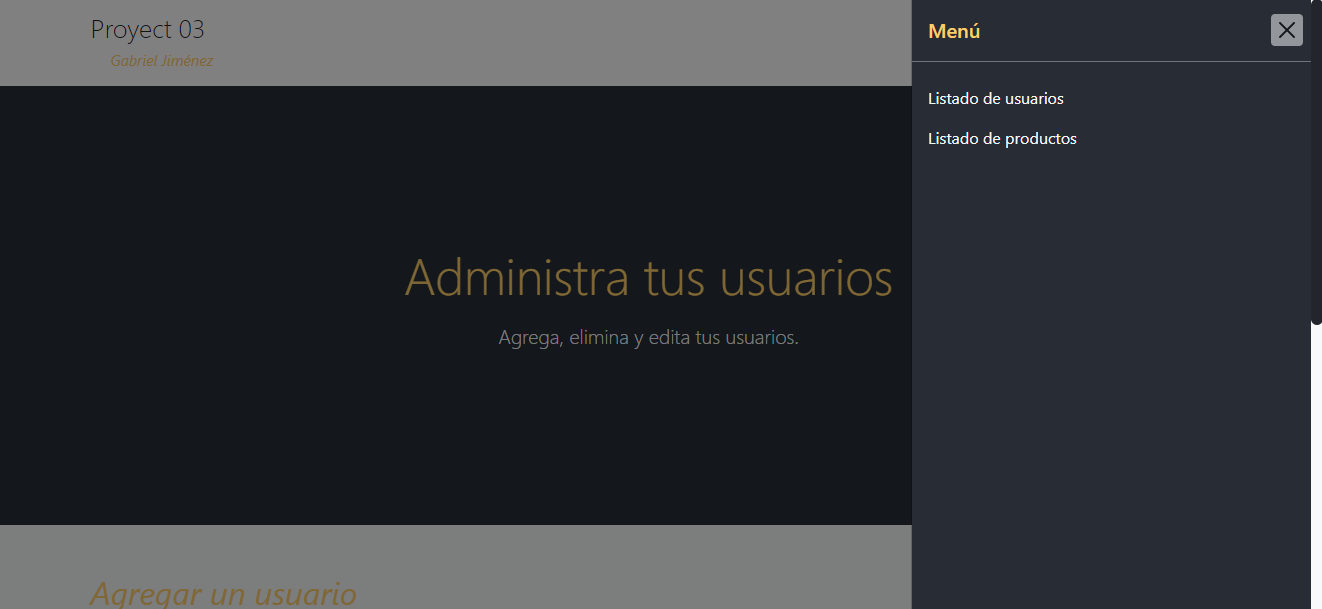 Proyect 03
Gabriel Jiménez
Menú
Listado de usuarios
Listado de productos
Administra tus usuarios
Agrega, elimina y edita tus usuarios.
Agregar un usuario